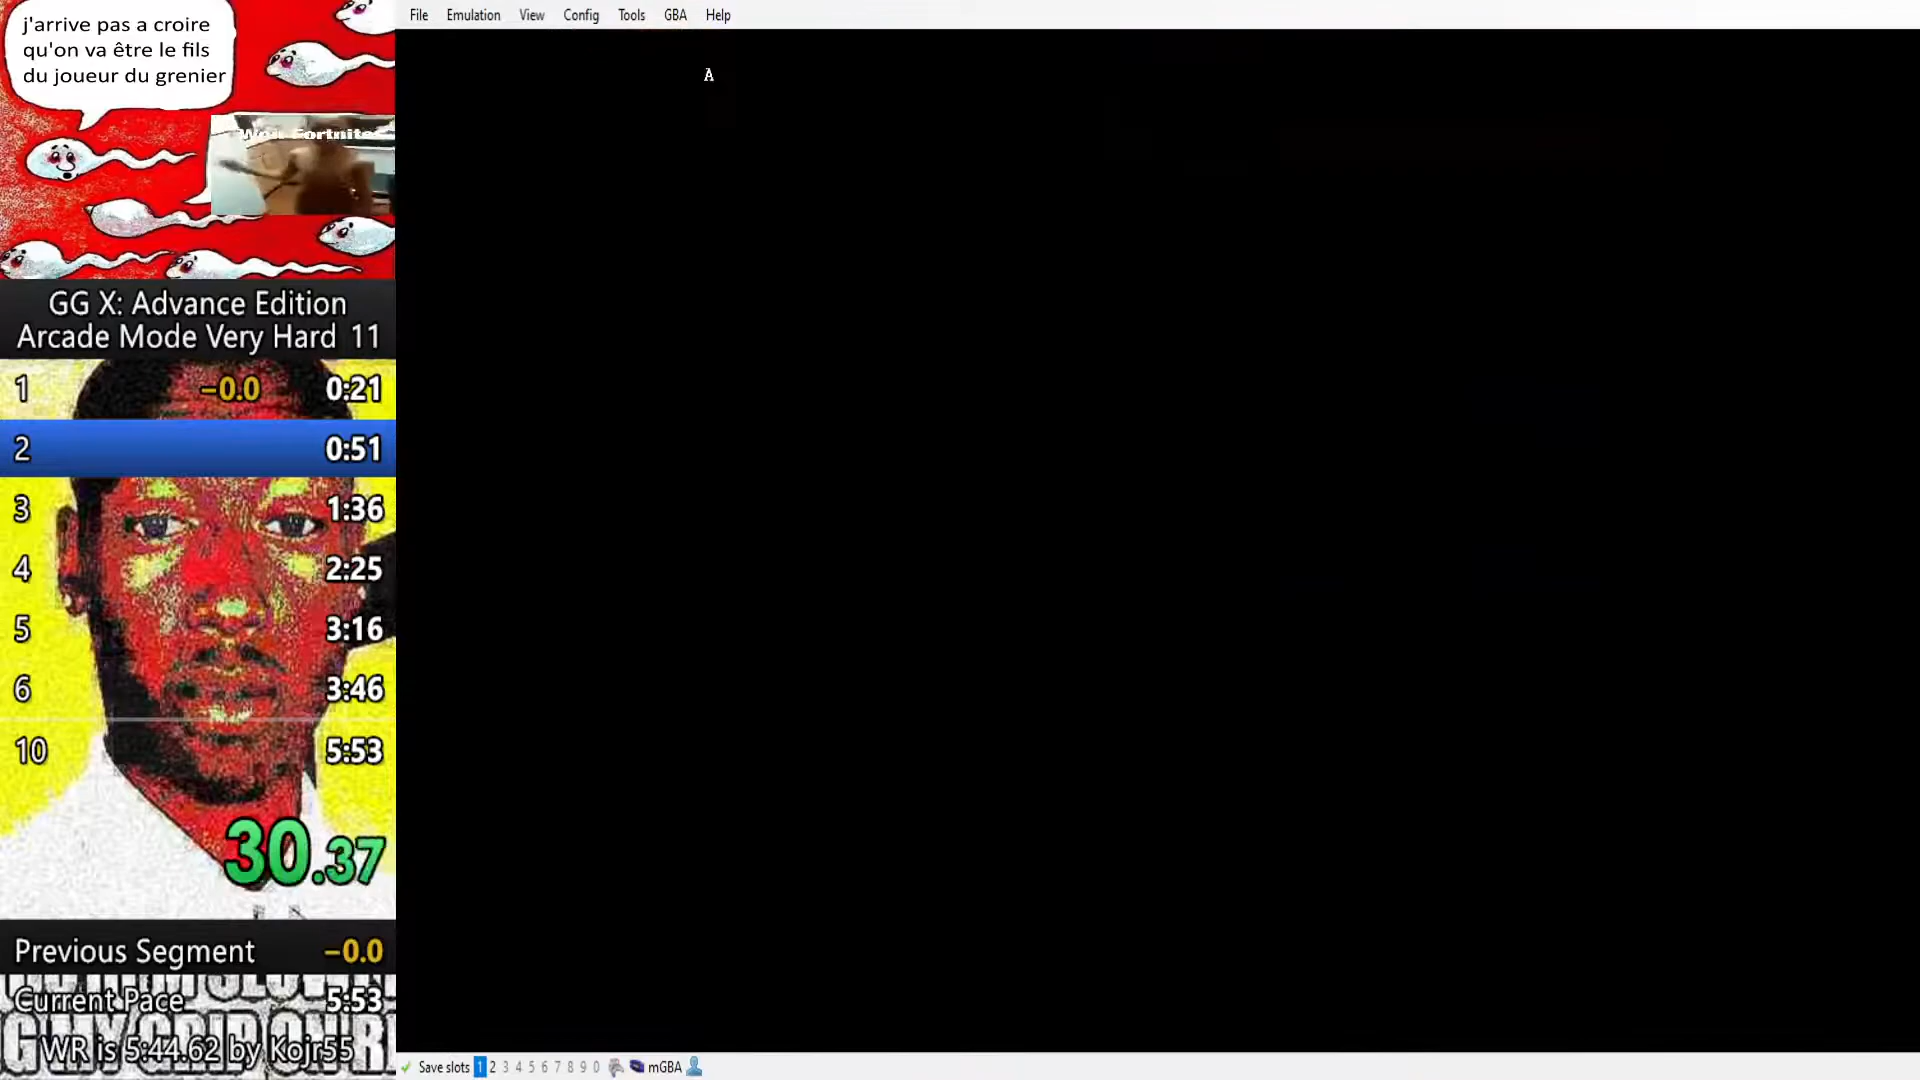 j'arrive pas a croire
qu'on va être le fils
du joueur du grenier
GG X: Advance Edition
Arcade Mode Very Hard 11
1 −0.0 0:21
2 0:51
3 1:36
4 2:25
5 3:16
6 3:46
10 5:53
30.37
Previous Segment −0.0
Current Pace 5:53
WR is 5:44.62 by Kojr55
File Emulation View Config Tools GBA Help
A
Save slots 1 2 3 4 5 6 7 8 9 0 mGBA